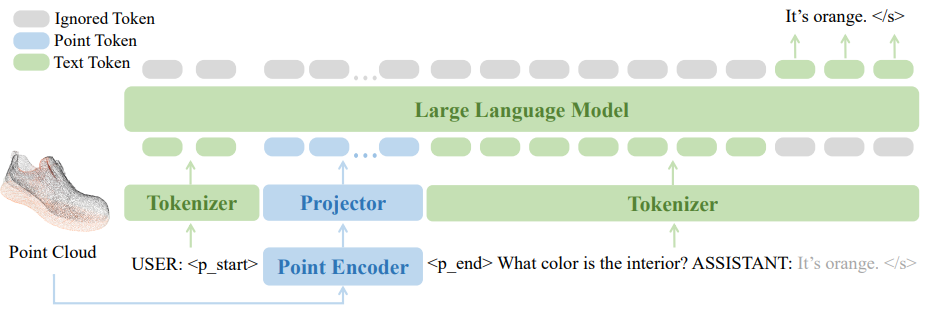 Ignored Token
Point Token
Text Token
It's orange. </s>
Large Language Model
Tokenizer
Projector
Tokenizer
Point Cloud
USER: <p_start>
Point Encoder
<p_end> What color is the interior? ASSISTANT: It's orange. </s>